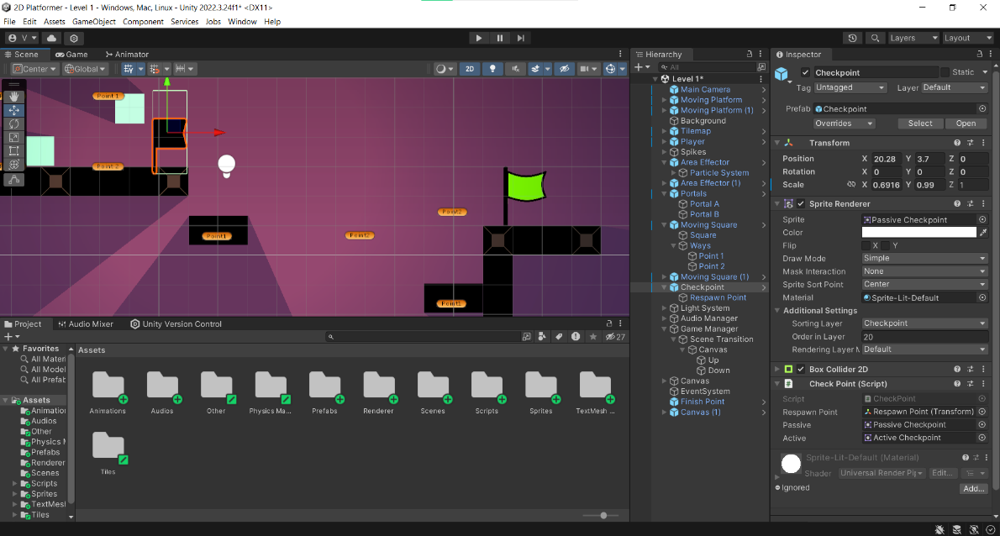 2D Platformer - Level 1 - Windows, Mac, Linux - Unity 2022.3.24f1* <DX11>
File Edit Assets GameObject Component Services Jobs Window Help
V Layers Layout
Scene Game Animator
Center Global 2D
Point1
Point2
Point2
Point1
Point2
Point1
Project Audio Mixer Unity Version Control
27
Favorites
All Mater
All Model
All Prefab
Assets
Animation
Audios
Other
Physics M
Prefabs
Renderer
Scenes
Scripts
Sprites
TextMesh
Tiles
Assets
Animations Audios Other Physics Ma... Prefabs Renderer Scenes Scripts Sprites TextMesh ...
Tiles
Hierarchy
All
Level 1*
Main Camera
Moving Platform
Moving Platform (1)
Background
Tilemap
Player
Spikes
Area Effector
Particle System
Area Effector (1)
Portals
Portal A
Portal B
Moving Square
Square
Ways
Point 1
Point 2
Moving Square (1)
Checkpoint
Respawn Point
Light System
Audio Manager
Game Manager
Scene Transition
Canvas
Up
Down
Canvas
EventSystem
Finish Point
Canvas (1)
Inspector
Checkpoint Static
Tag Untagged Layer Default
Prefab Checkpoint
Overrides Select Open
Transform
Position X 20.28 Y 3.7 Z 0
Rotation X 0 Y 0 Z 0
Scale X 0.6916 Y 0.99 Z 1
Sprite Renderer
Sprite Passive Checkpoint
Color
Flip X Y
Draw Mode Simple
Mask Interaction None
Sprite Sort Point Center
Material Sprite-Lit-Default
Additional Settings
Sorting Layer Checkpoint
Order in Layer 20
Rendering Layer M Default
Box Collider 2D
Check Point (Script)
Script CheckPoint
Respawn Point Respawn Point (Transform)
Passive Passive Checkpoint
Active Active Checkpoint
Sprite-Lit-Default (Material)
Shader Universal Render Pip Edit...
Ignored Add...